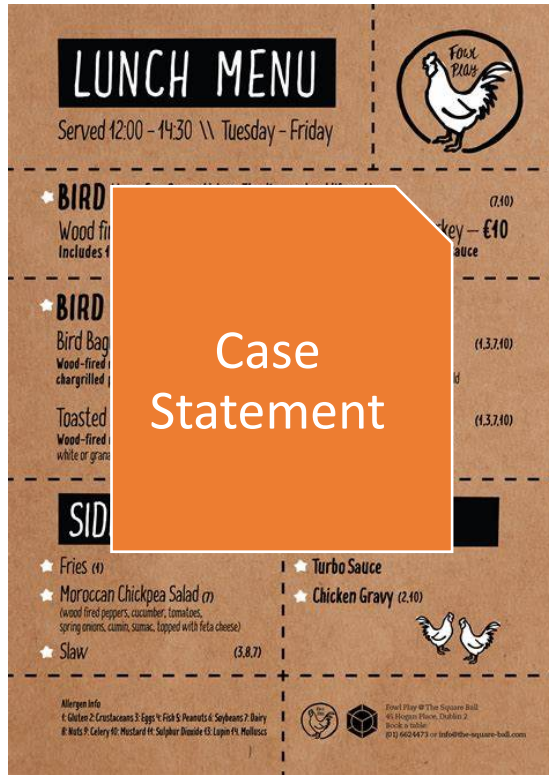 LUNCH MENU
Fowl
Play
Served 12:00 - 14:30 \\ Tuesday - Friday
BIRD
(7,10)
Wood
key — €10
Includes
auce
BIRD
Bird Bag
(1,3,7,10)
Wood-fired
chargrilled
Toasted
(1,3,7,10)
Wood-fired
white or grana
Case
Statement
SID
Fries (1)
Moroccan Chickpea Salad (7)
(wood fired peppers, cucumber, tomatoes,
spring onions, cumin, sumac, topped with feta cheese)
Slaw (3,8,7)
Turbo Sauce
Chicken Gravy (2,10)
Allergen Info
1: Gluten 2: Crustaceans 3: Eggs 4: Fish 5: Peanuts 6: Soybeans 7: Dairy
8: Nuts 9: Celery 10: Mustard 11: Sulphur Dioxide 13: Lupin 14: Molluscs
Fowl Play @ The Square Ball
45 Hogan Place, Dublin 2
Book a table:
(01) 6624473 or info@the-square-ball.com